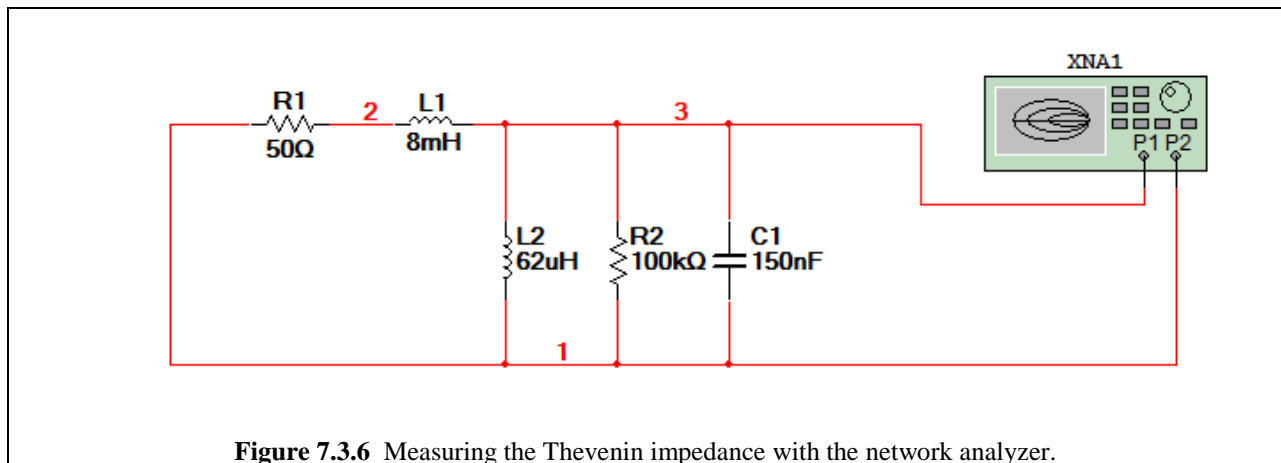 XNA1
R1
50Ω
2
L1
8mH
3
P1 P2
L2
62uH
R2
100kΩ
C1
150nF
1
Figure 7.3.6 Measuring the Thevenin impedance with the network analyzer.